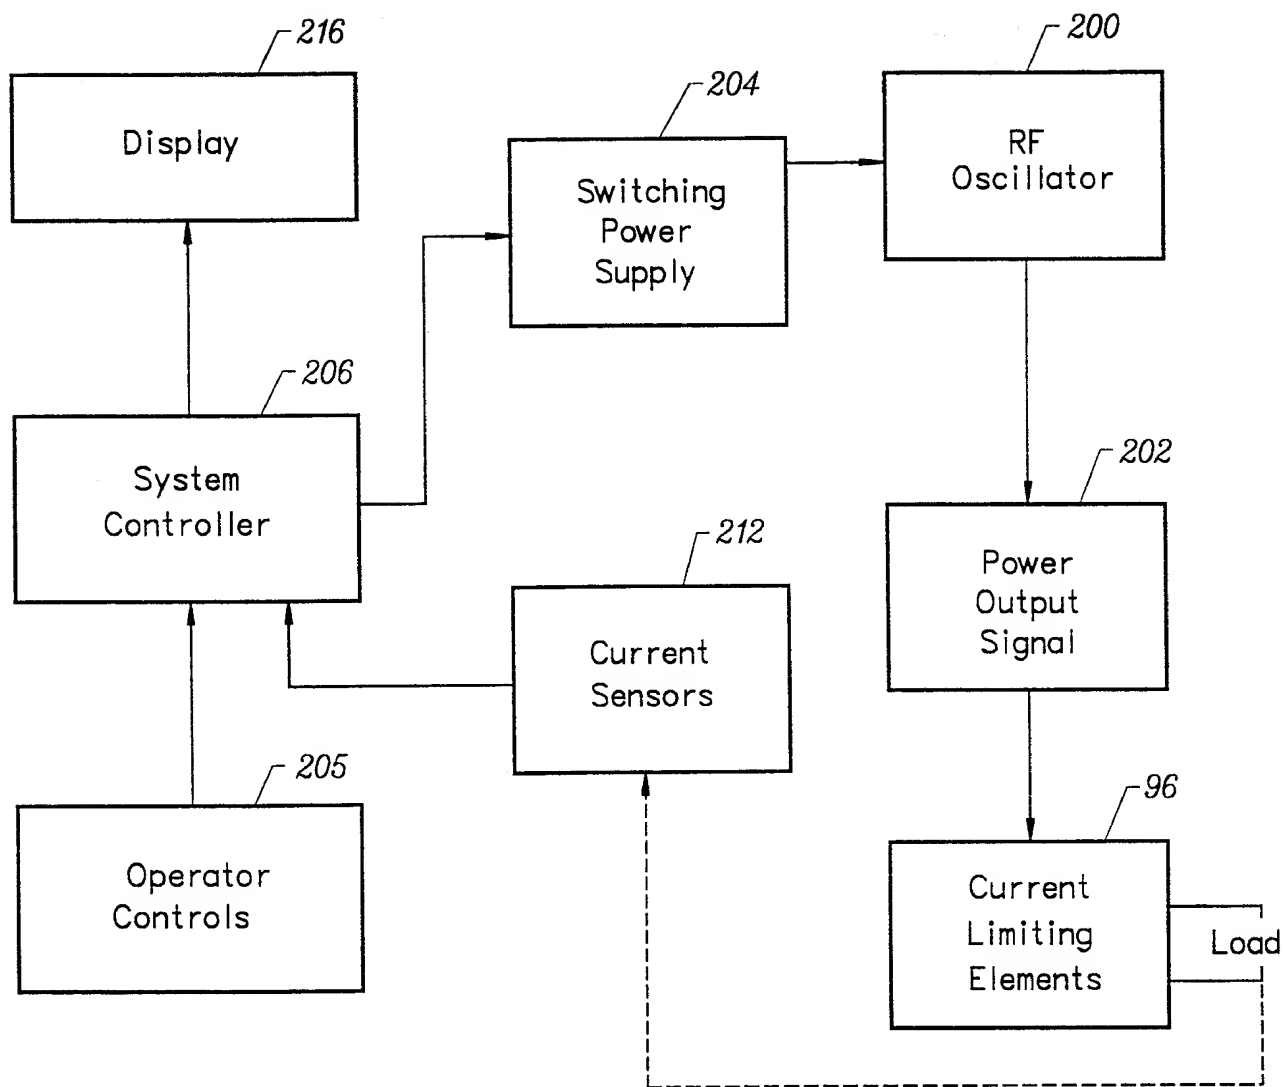 216
Display
204
Switching
Power
Supply
200
RF
Oscillator
206
System
Controller
212
Current
Sensors
202
Power
Output
Signal
205
Operator
Controls
96
Current
Limiting
Elements
Load